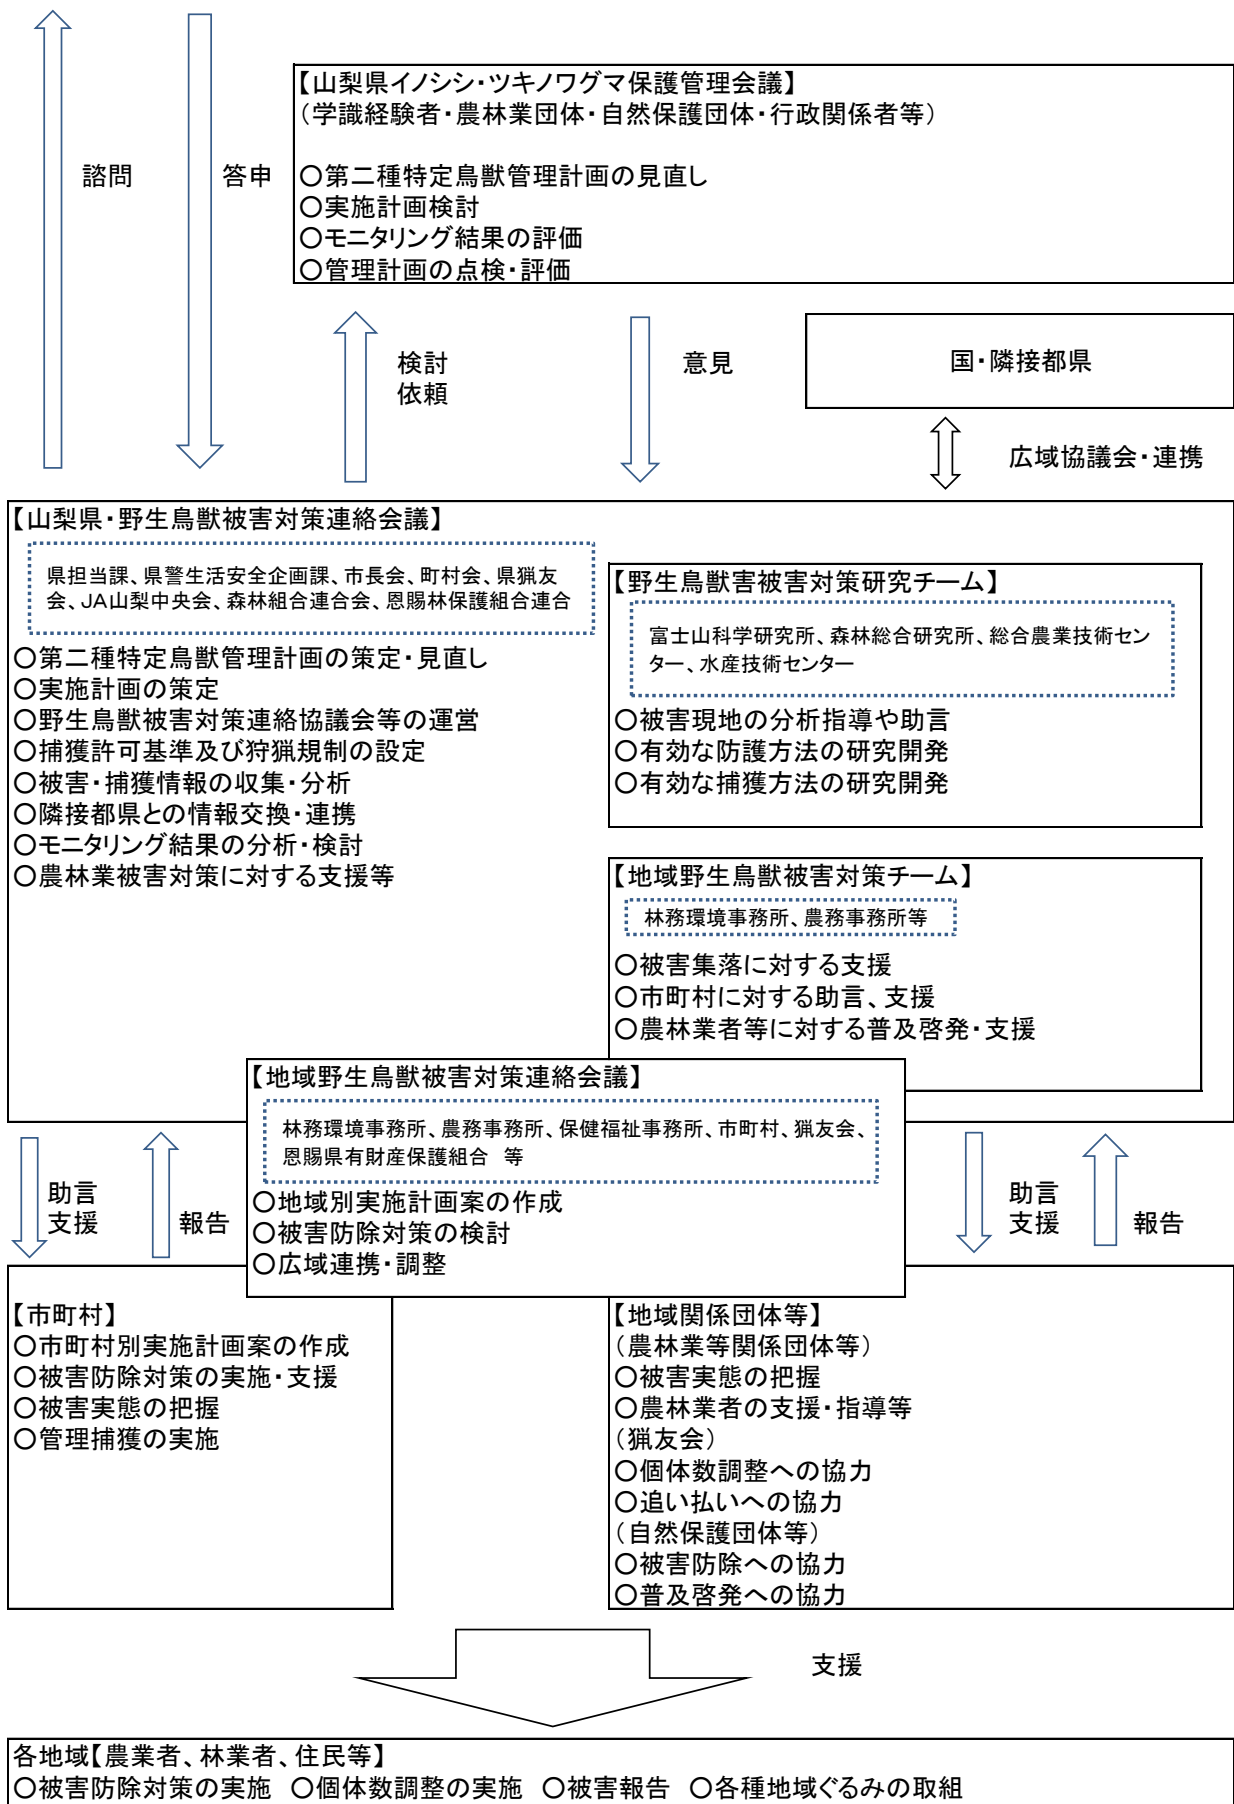 【山梨県イノシシ・ツキノワグマ保護管理会議】
（学識経験者・農林業団体・自然保護団体・行政関係者等）
諮問
答申
〇第二種特定鳥獣管理計画の見直し
〇実施計画検討
〇モニタリング結果の評価
〇管理計画の点検・評価
検討
依頼
意見
国・隣接都県
広域協議会・連携
【山梨県・野生鳥獣被害対策連絡会議】
県担当課、県警生活安全企画課、市長会、町村会、県猟友
会、JA山梨中央会、森林組合連合会、恩賜林保護組合連合
〇第二種特定鳥獣管理計画の策定・見直し
〇実施計画の策定
〇野生鳥獣被害対策連絡協議会等の運営
〇捕獲許可基準及び狩猟規制の設定
〇被害・捕獲情報の収集・分析
〇隣接都県との情報交換・連携
〇モニタリング結果の分析・検討
〇農林業被害対策に対する支援等
【野生鳥獣害被害対策研究チーム】
富士山科学研究所、森林総合研究所、総合農業技術セン
ター、水産技術センター
〇被害現地の分析指導や助言
〇有効な防護方法の研究開発
〇有効な捕獲方法の研究開発
【地域野生鳥獣被害対策チーム】
林務環境事務所、農務事務所等
〇被害集落に対する支援
〇市町村に対する助言、支援
〇農林業者等に対する普及啓発・支援
【地域野生鳥獣被害対策連絡会議】
林務環境事務所、農務事務所、保健福祉事務所、市町村、猟友会、
恩賜県有財産保護組合　等
〇地域別実施計画案の作成
〇被害防除対策の検討
〇広域連携・調整
助言
支援
報告
助言
支援
報告
【市町村】
〇市町村別実施計画案の作成
〇被害防除対策の実施・支援
〇被害実態の把握
〇管理捕獲の実施
【地域関係団体等】
（農林業等関係団体等）
〇被害実態の把握
〇農林業者の支援・指導等
（猟友会）
〇個体数調整への協力
〇追い払いへの協力
（自然保護団体等）
〇被害防除への協力
〇普及啓発への協力
支援
各地域【農業者、林業者、住民等】
〇被害防除対策の実施　〇個体数調整の実施　〇被害報告　〇各種地域ぐるみの取組